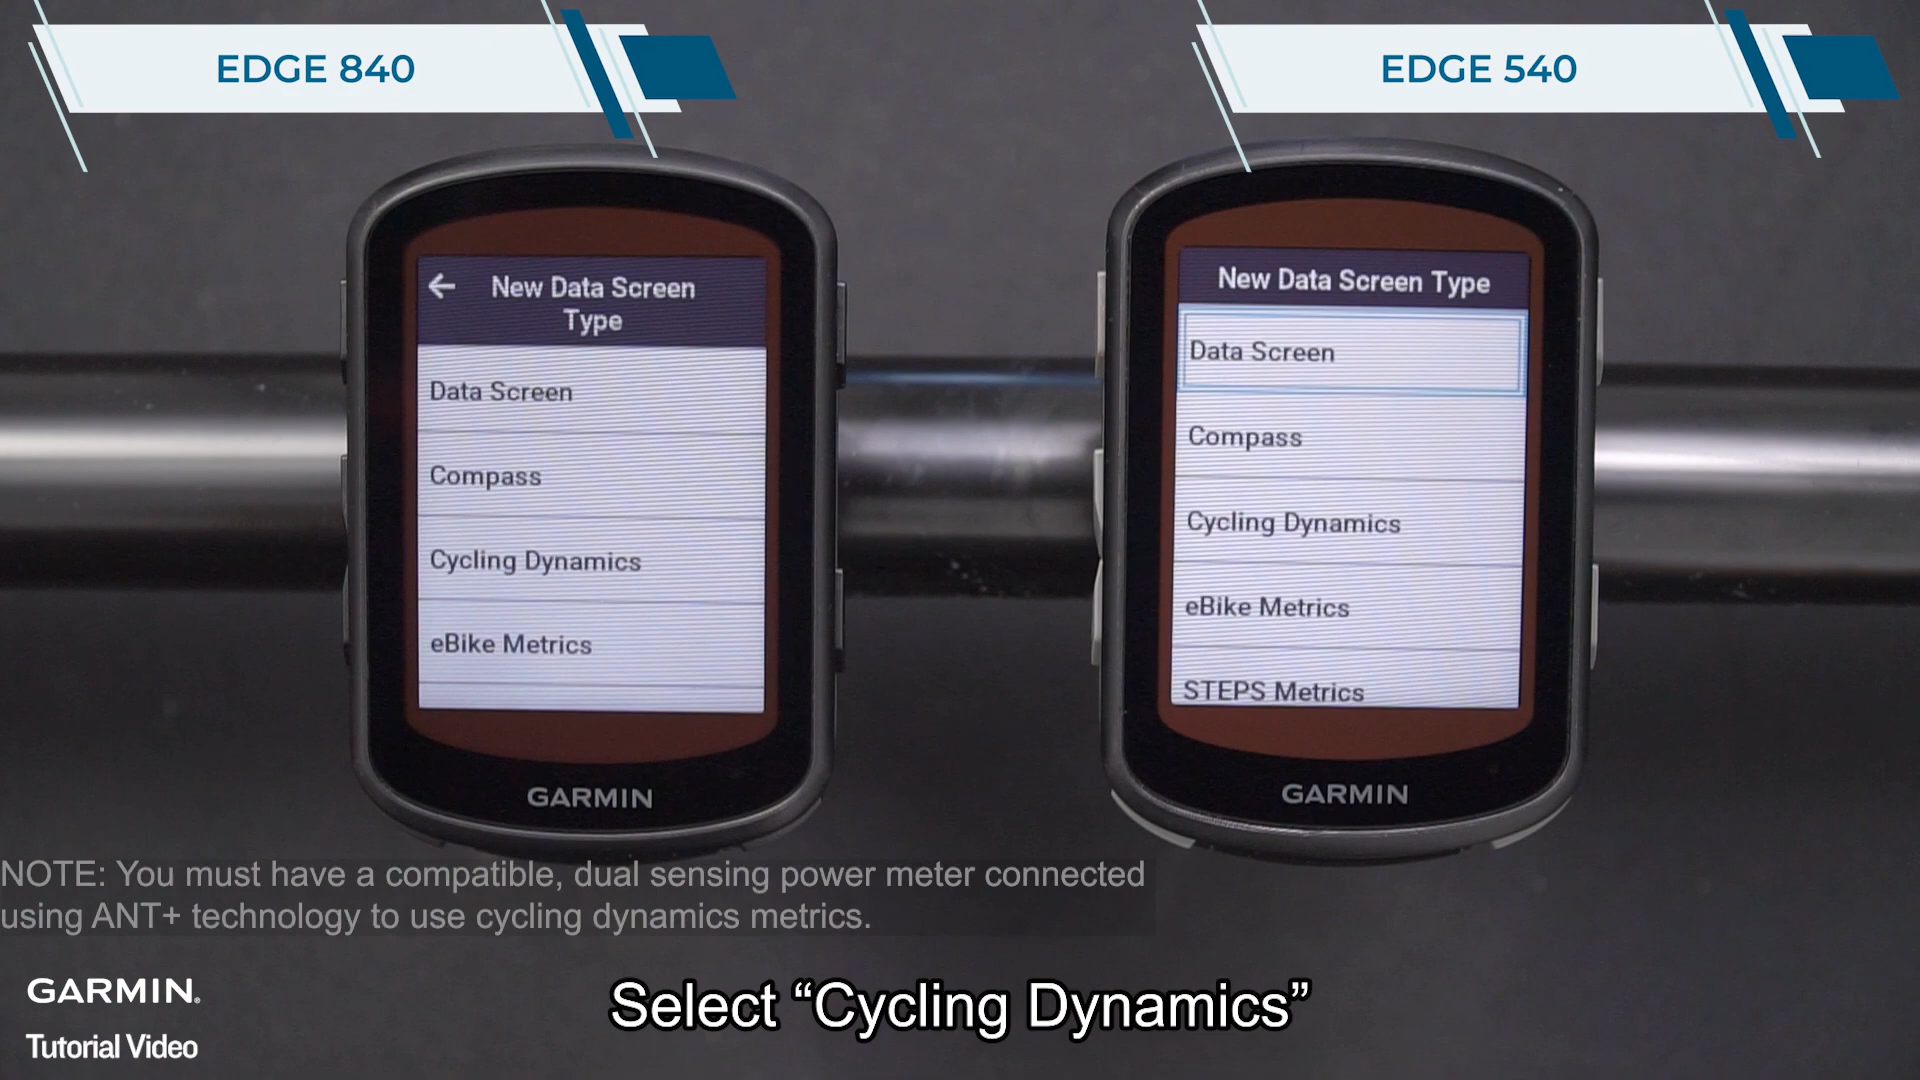 EDGE 840
EDGE 540
New Data Screen
Type
Data Screen
Compass
Cycling Dynamics
eBike Metrics
GARMIN
New Data Screen Type
Data Screen
Compass
Cycling Dynamics
eBike Metrics
STEPS Metrics
GARMIN
NOTE: You must have a compatible, dual sensing power meter connected
using ANT+ technology to use cycling dynamics metrics.
GARMIN®
Tutorial Video
Select “Cycling Dynamics”